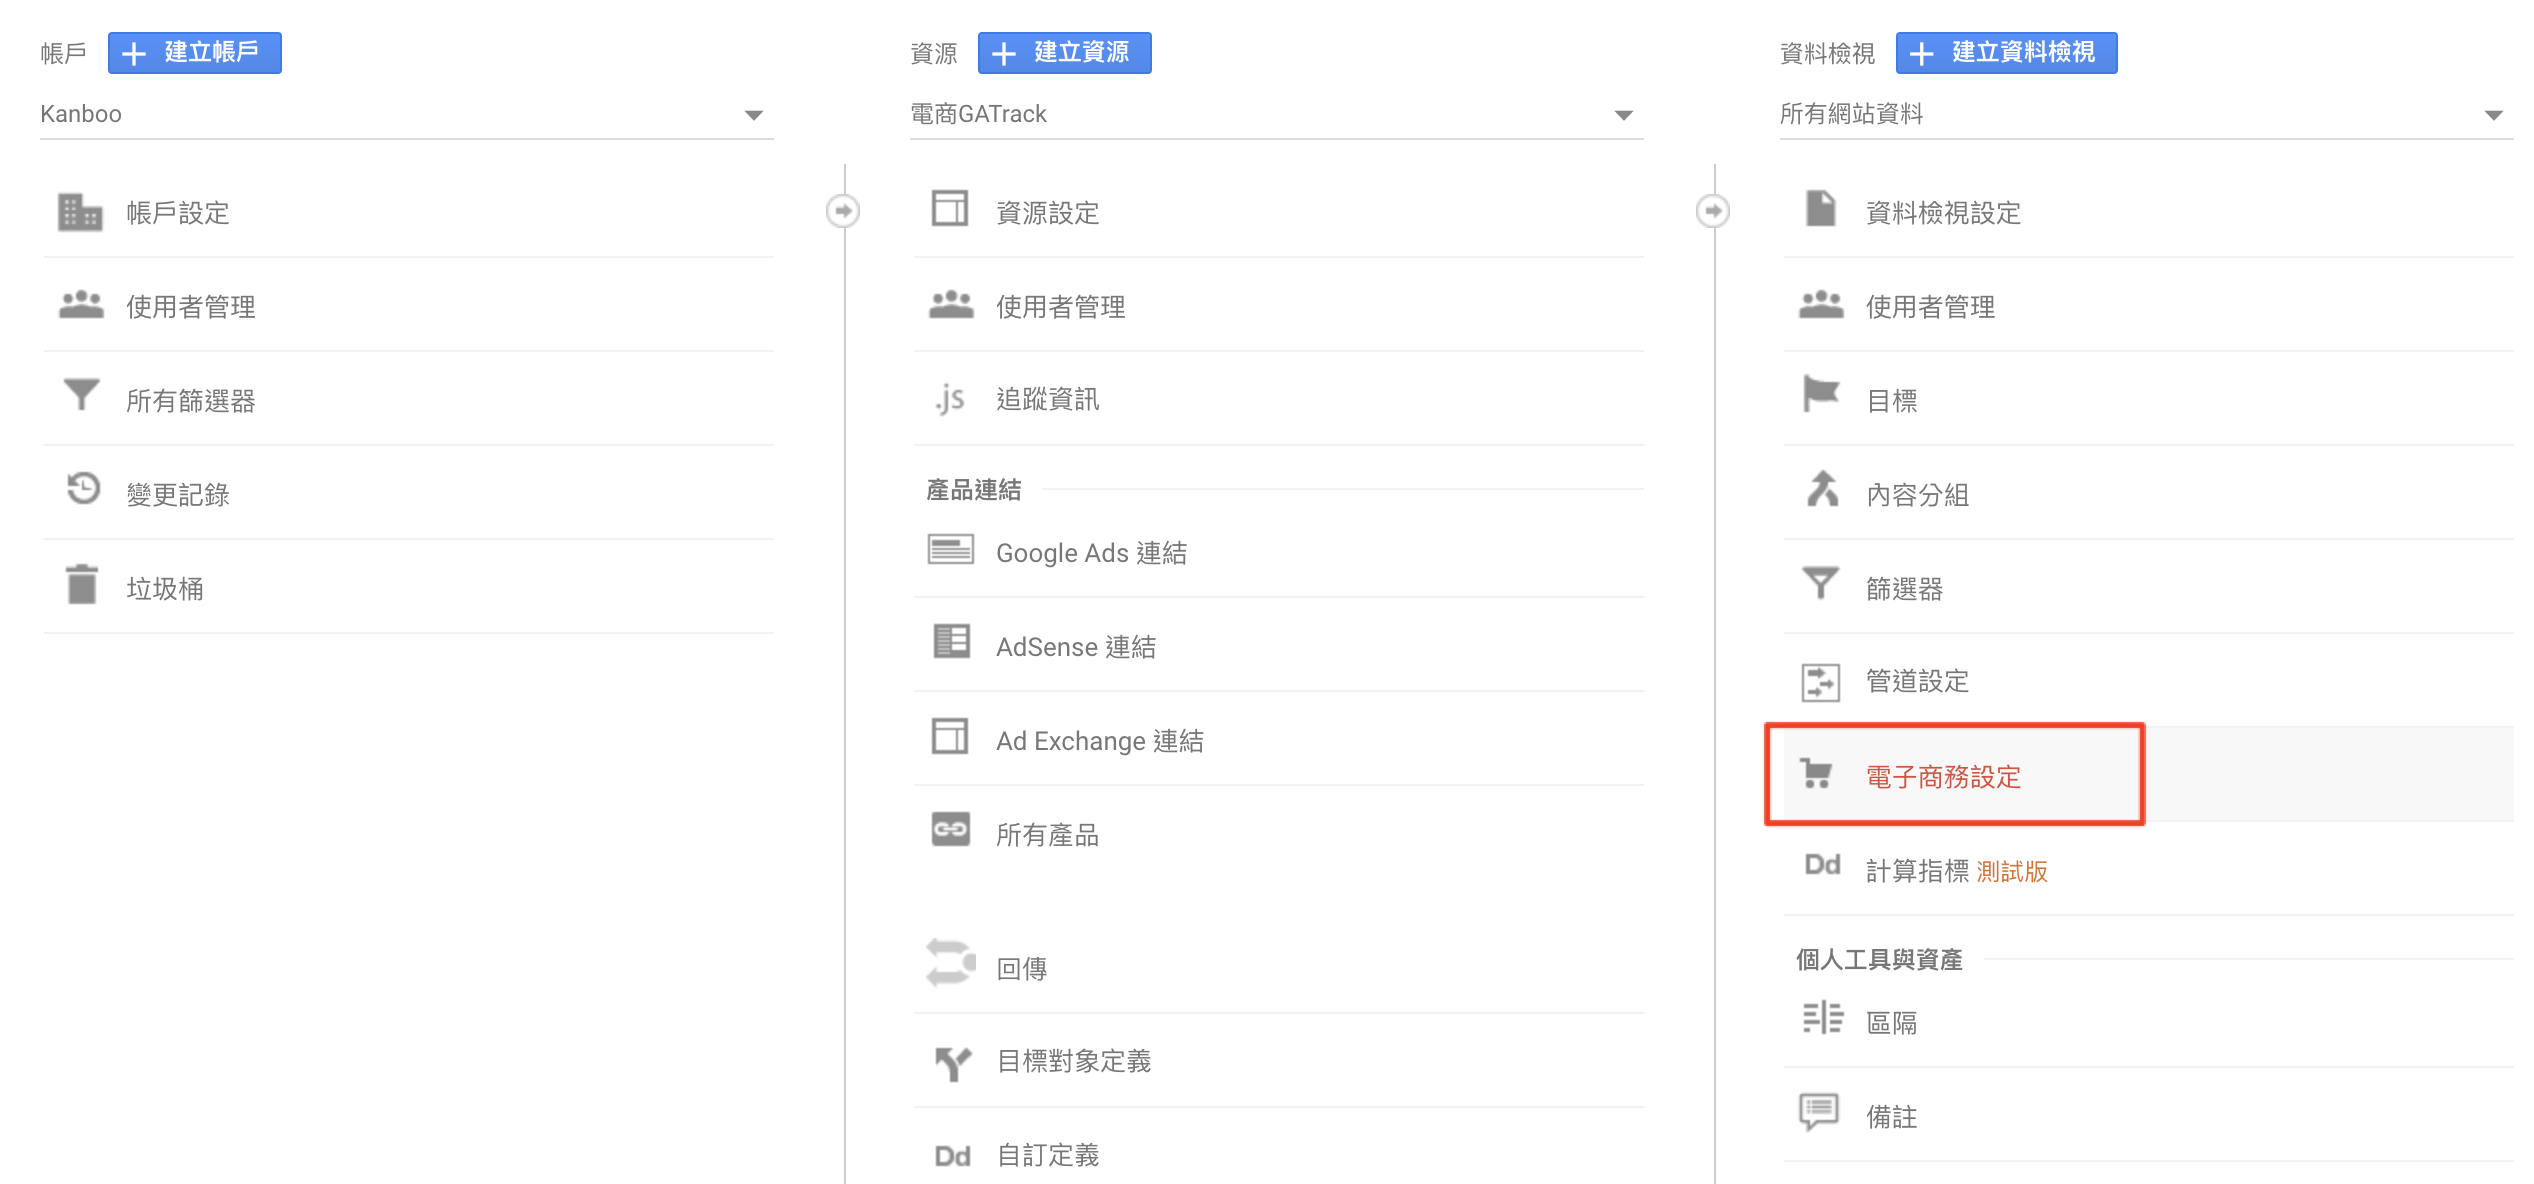 帳戶
建立帳戶
Kanboo
帳戶設定
使用者管理
所有篩選器
變更記錄
垃圾桶
資源
建立資源
電商GATrack
資源設定
使用者管理
.js
追蹤資訊
產品連結
Google Ads 連結
AdSense 連結
Ad Exchange 連結
所有產品
回傳
目標對象定義
Dd
自訂定義
資料檢視
建立資料檢視
所有網站資料
資料檢視設定
使用者管理
目標
內容分組
篩選器
管道設定
電子商務設定
Dd
計算指標 測試版
個人工具與資產
區隔
備註